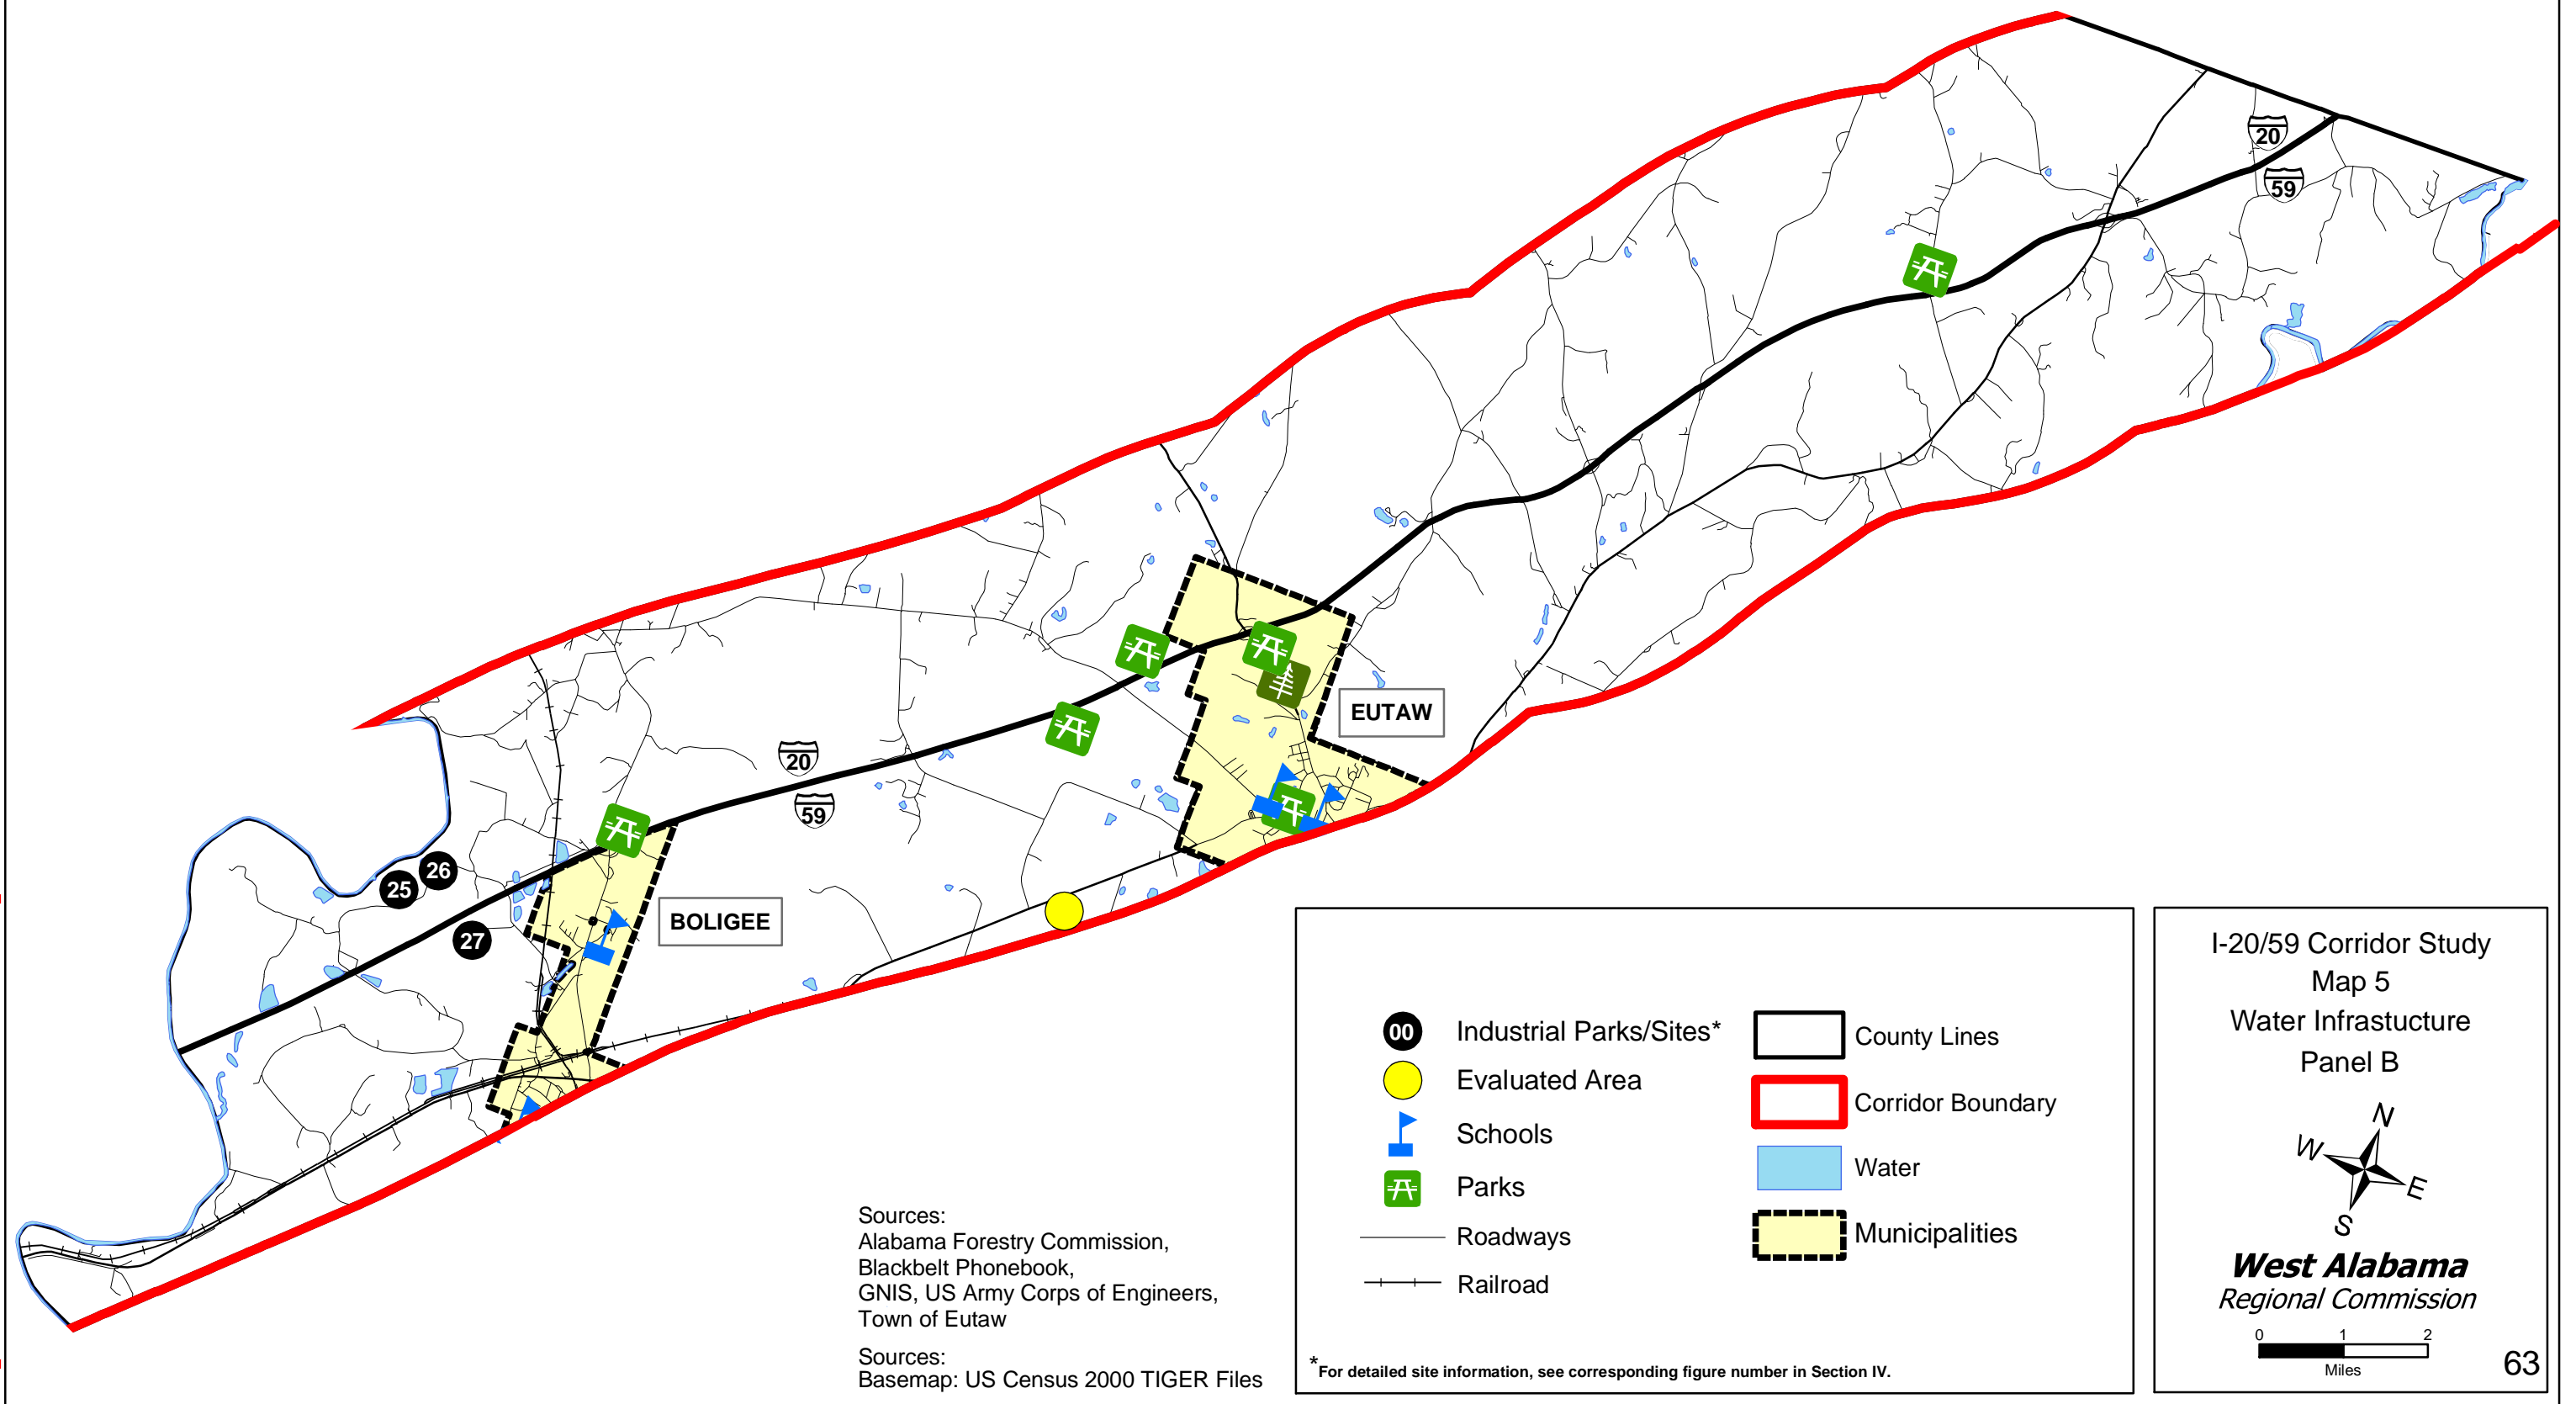 20
59
EUTAW
20
59
26
25
27
BOLIGEE
00 Industrial Parks/Sites*
Evaluated Area
Schools
Parks
Roadways
Railroad
County Lines
Corridor Boundary
Water
Municipalities
*For detailed site information, see corresponding figure number in Section IV.
Sources:
Alabama Forestry Commission,
Blackbelt Phonebook,
GNIS, US Army Corps of Engineers,
Town of Eutaw
Sources:
Basemap: US Census 2000 TIGER Files
I-20/59 Corridor Study
Map 5
Water Infrastucture
Panel B
N
W
E
S
West Alabama
Regional Commission
0 1 2
Miles
63